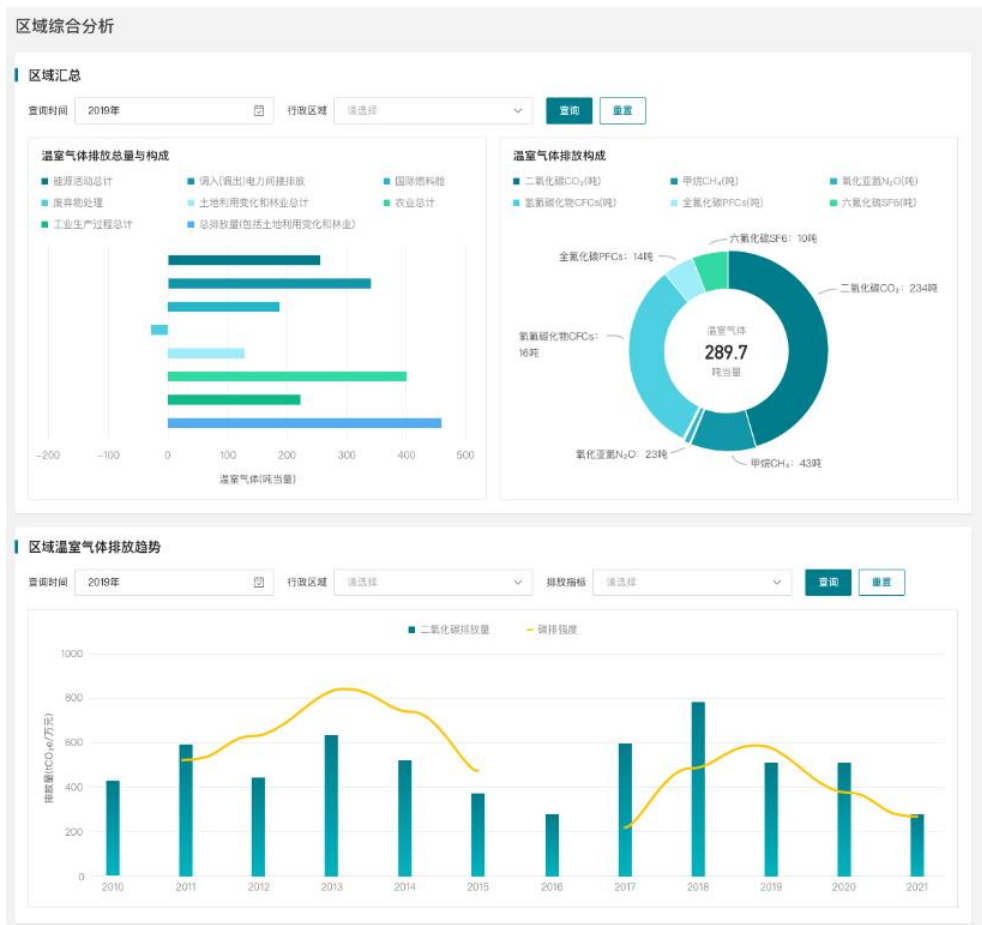 区域综合分析
区域汇总
查询时间 2019年 行政区域 请选择 查询 重置
温室气体排放总量与构成
能源活动总计 调入(调出)电力间接排放 国际燃料舱
废弃物处理 土地利用变化和林业总计 农业总计
工业生产过程总计 总排放量(包括土地利用变化和林业)
-200 -100 0 100 200 300 400 500
温室气体(吨当量)
温室气体排放构成
二氧化碳CO₂(吨) 甲烷CH₄(吨) 氧化亚氮N₂O(吨)
氢氟碳化物CFCs(吨) 全氟化碳PFCs(吨) 六氟化硫SF6(吨)
六氟化硫SF6: 10吨
全氟化碳PFCs: 14吨
二氧化碳CO₂: 234吨
氢氟碳化物CFCs:
16吨
温室气体
289.7
吨当量
氧化亚氮N₂O: 23吨
甲烷CH₄: 43吨
区域温室气体排放趋势
查询时间 2019年 行政区域 请选择 排放指标 请选择 查询 重置
二氧化碳排放量 碳排强度
排放量(tCO₂e/万元)
1000
800
600
400
200
0
2010 2011 2012 2013 2014 2015 2016 2017 2018 2019 2020 2021